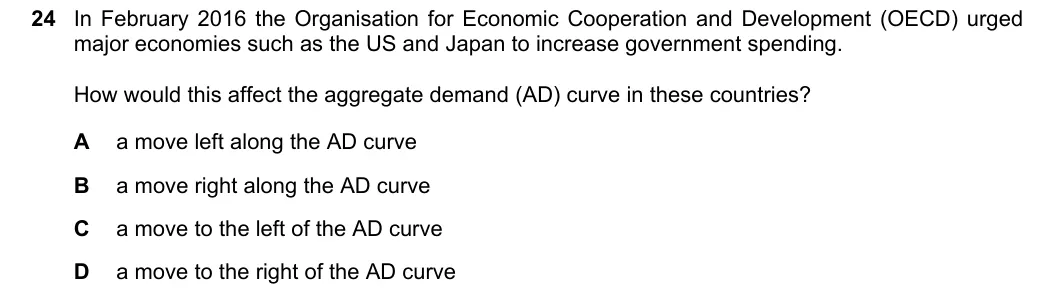 24 In February 2016 the Organisation for Economic Cooperation and Development (OECD) urged
major economies such as the US and Japan to increase government spending.
How would this affect the aggregate demand (AD) curve in these countries?
A a move left along the AD curve
B a move right along the AD curve
C a move to the left of the AD curve
D a move to the right of the AD curve